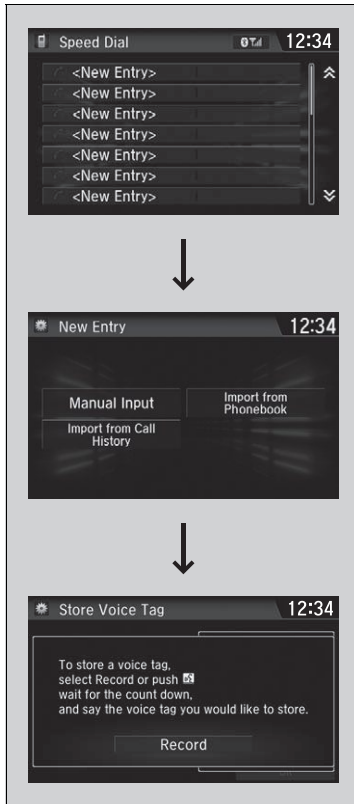 Speed Dial 12:34
<New Entry>
<New Entry>
<New Entry>
<New Entry>
<New Entry>
<New Entry>
<New Entry>
New Entry 12:34
Manual Input
Import from
Phonebook
Import from Call
History
Store Voice Tag 12:34
To store a voice tag,
select Record or push
wait for the count down,
and say the voice tag you would like to store.
Record